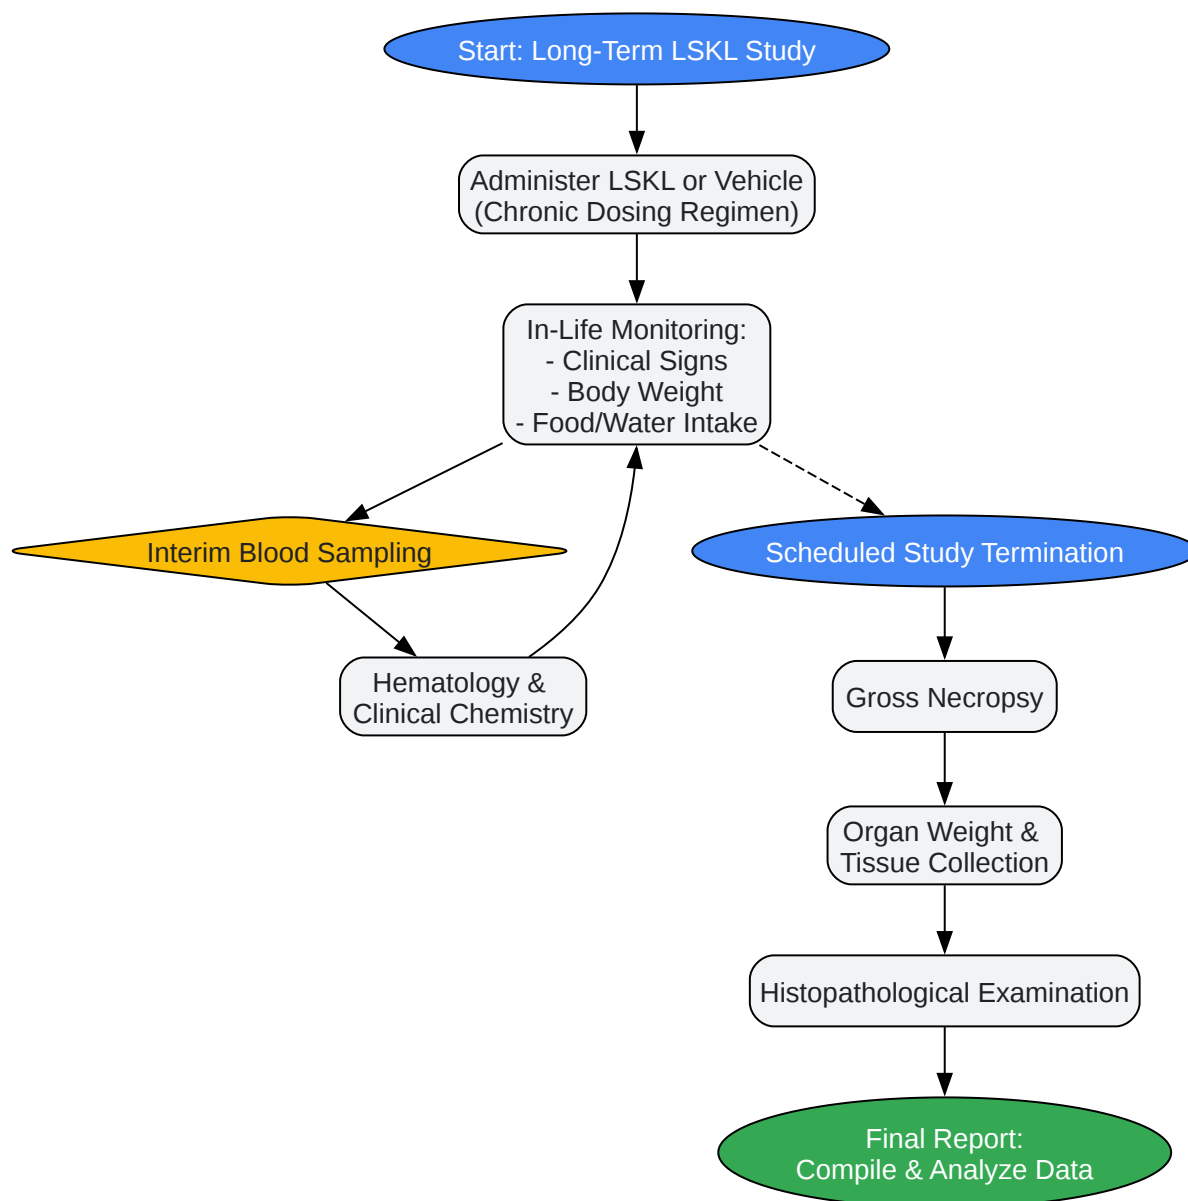 Start: Long-Term LSKL Study
Administer LSKL or Vehicle
(Chronic Dosing Regimen)
In-Life Monitoring:
- Clinical Signs
- Body Weight
- Food/Water Intake
Interim Blood Sampling
Scheduled Study Termination
Hematology &
Clinical Chemistry
Gross Necropsy
Organ Weight &
Tissue Collection
Histopathological Examination
Final Report:
Compile & Analyze Data